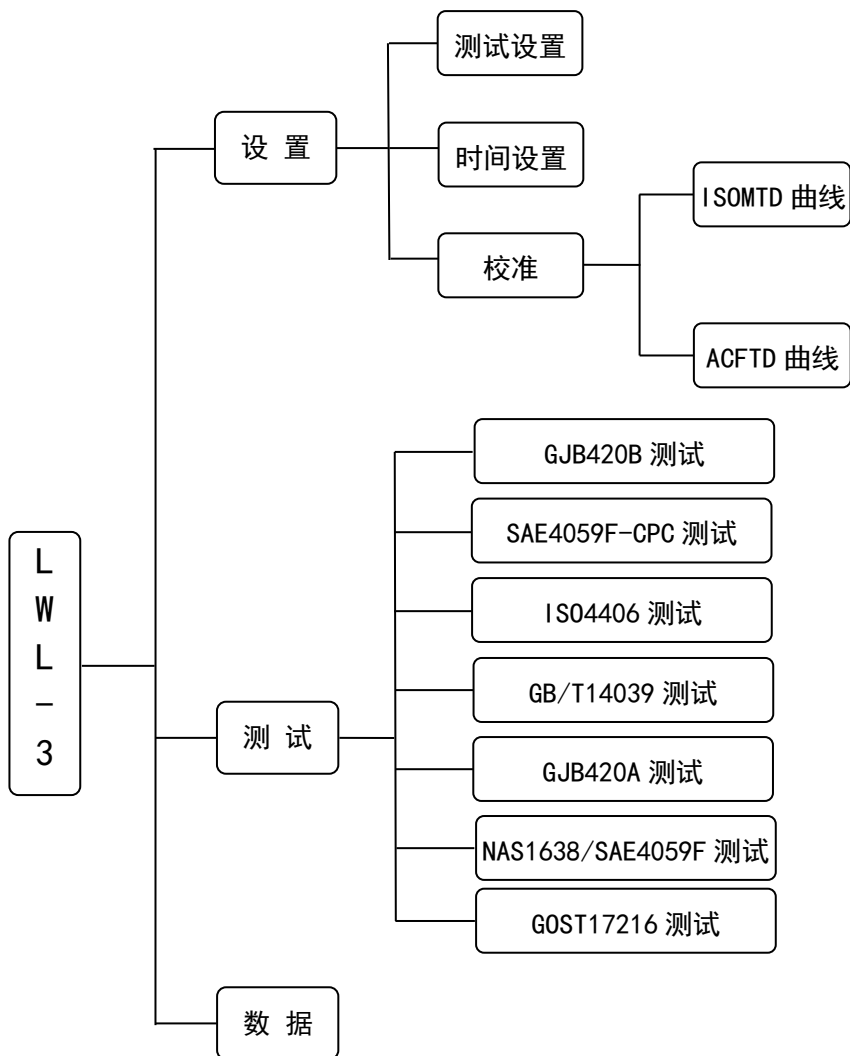 LWL-3
设 置
测试设置
时间设置
校准
ISOMTD 曲线
ACFTD 曲线
测 试
GJB420B 测试
SAE4059F-CPC 测试
ISO4406 测试
GB/T14039 测试
GJB420A 测试
NAS1638/SAE4059F 测试
GOST17216 测试
数 据